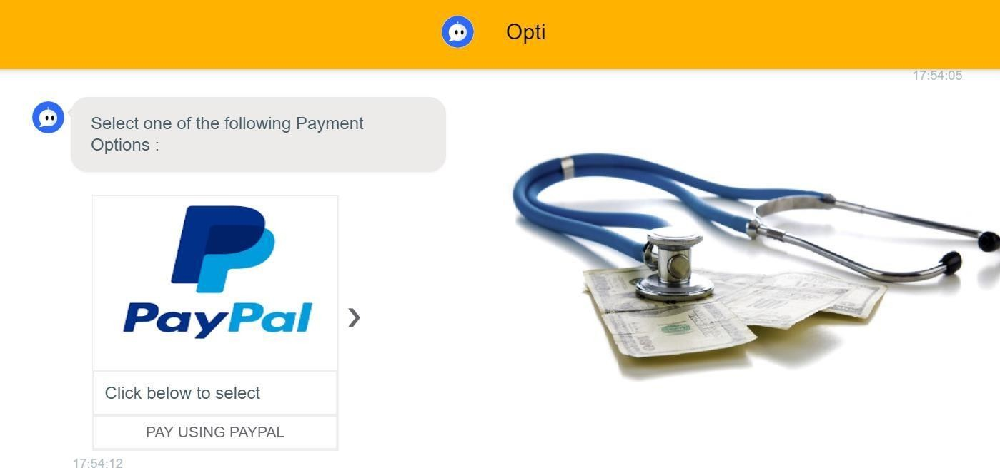 Opti
17:54:05
Select one of the following Payment
Options :
PayPal
Click below to select
PAY USING PAYPAL
17:54:12